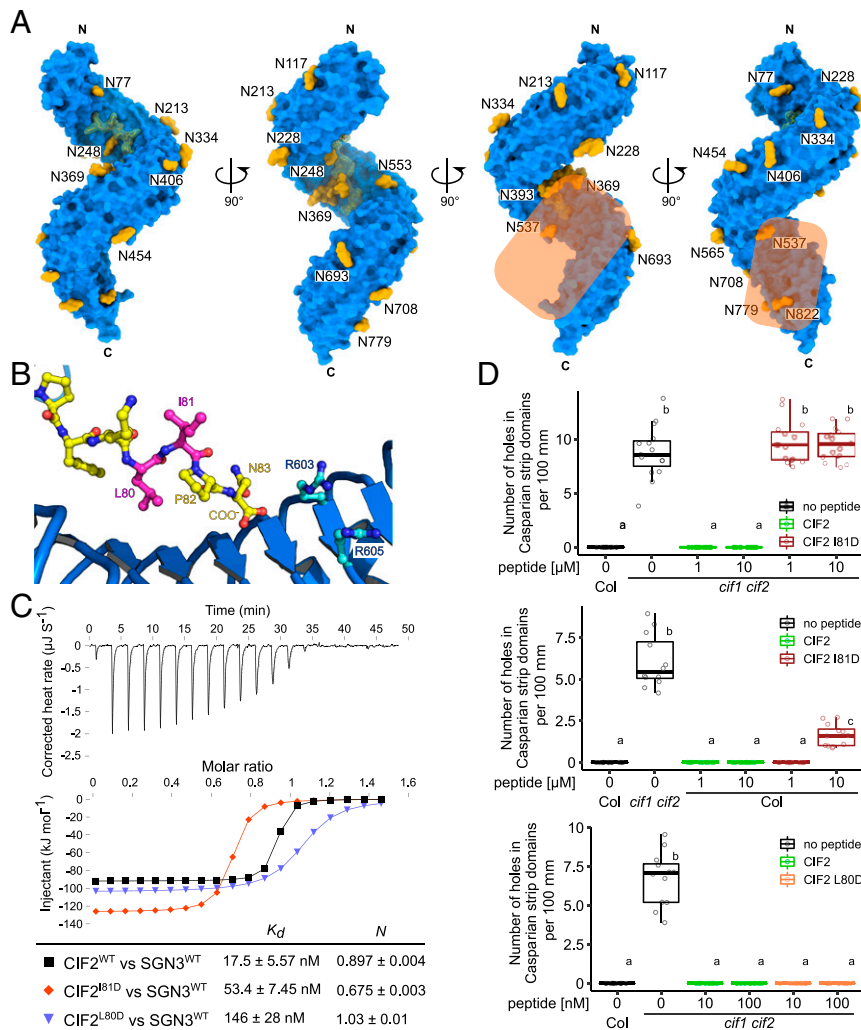 A
N
N77
N213
N334
N248
N369
N406
N454
C
90°
N
N117
N213
N228
N248
N553
N369
N693
N708
N779
C
90°
N
N213
N117
N334
N228
N393
N369
N537
N693
C
90°
N
N77
N228
N334
N454
N406
N537
N565
N708
N779
N822
C
B
I81
L80
P82
N83
COO-
R603
R605
C
Time (min)
0 5 10 15 20 25 30 35 40 45 50
Corrected heat rate (µJ S⁻¹)
0
-0.5
-1
-1.5
-2
-2.5
Molar ratio
0 0.2 0.4 0.6 0.8 1 1.2 1.4 1.6
Injectant (kJ mol⁻¹)
0
-20
-40
-60
-80
-100
-120
-140
Kd N
CIF2WT vs SGN3WT 17.5 ± 5.57 nM 0.897 ± 0.004
CIF2I81D vs SGN3WT 53.4 ± 7.45 nM 0.675 ± 0.003
CIF2L80D vs SGN3WT 146 ± 28 nM 1.03 ± 0.01
D
Number of holes in
Casparian strip domains
per 100 mm
10
5
0
a b a a b b
no peptide
CIF2
CIF2 I81D
peptide [µM] 0 0 1 10 1 10
Col cif1 cif2
Number of holes in
Casparian strip domains
per 100 mm
7.5
5.0
2.5
0.0
a b a a a c
no peptide
CIF2
CIF2 I81D
peptide [µM] 0 0 1 10 1 10
Col cif1 cif2 Col
Number of holes in
Casparian strip domains
per 100 mm
10.0
7.5
5.0
2.5
0.0
a b a a a a
no peptide
CIF2
CIF2 L80D
peptide [nM] 0 0 10 100 10 100
Col cif1 cif2